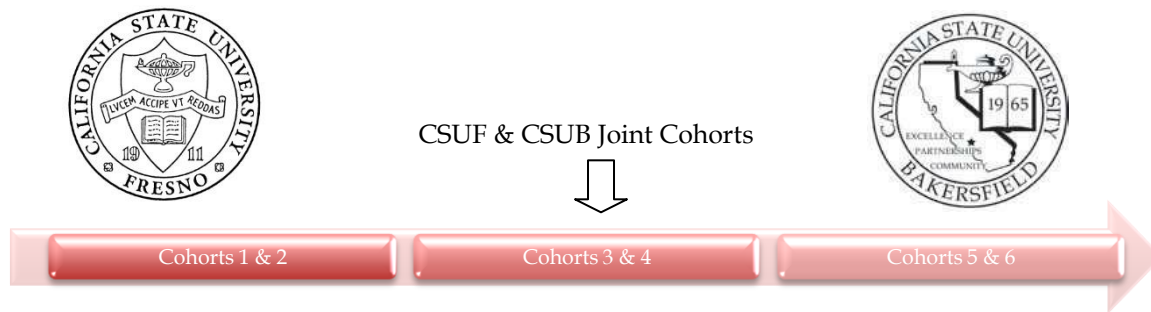 CALIFORNIA STATE UNIVERSITY
LVCEM ACCIPE VT REDDAS
19 11
FRESNO
CALIFORNIA STATE UNIVERSITY
19 65
EXCELLENCE
PARTNERSHIPS
COMMUNITY
BAKERSFIELD
CSUF & CSUB Joint Cohorts
Cohorts 1 & 2
Cohorts 3 & 4
Cohorts 5 & 6